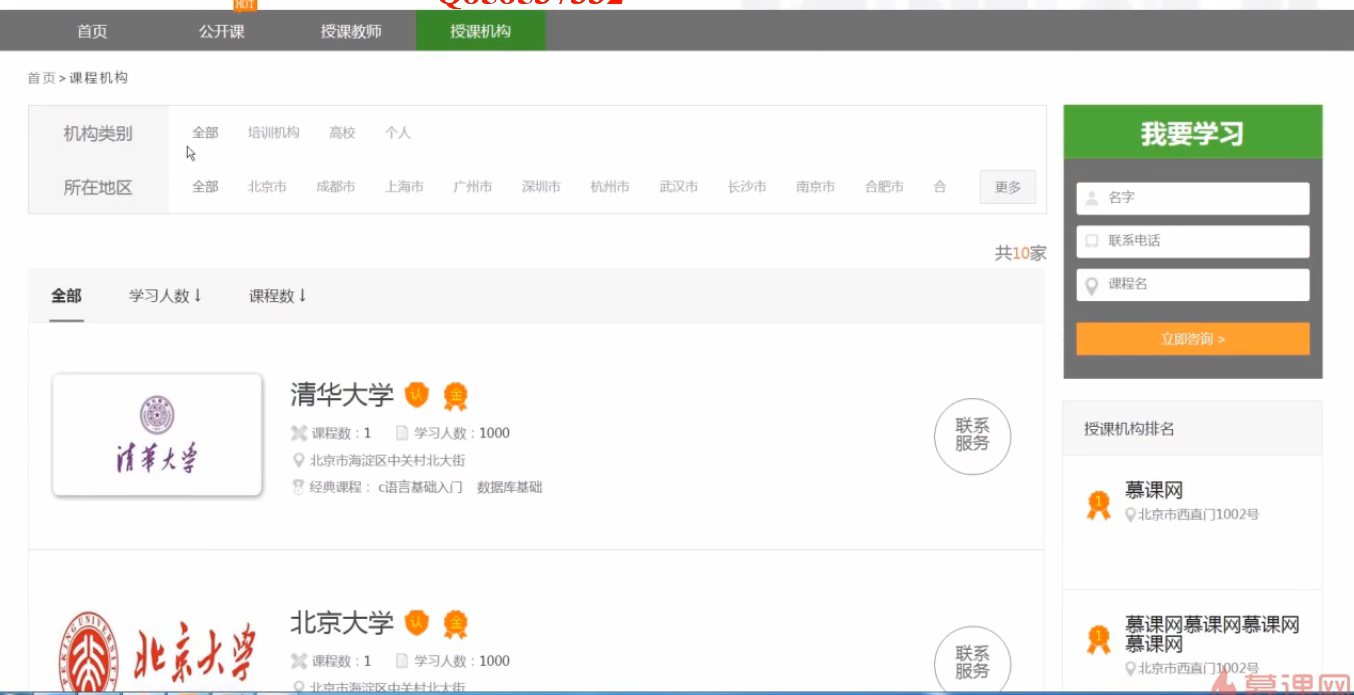 HOT
首页 公开课 授课教师 授课机构
首页>课程机构
机构类别 全部 培训机构 高校 个人
所在地区 全部 北京市 成都市 上海市 广州市 深圳市 杭州市 武汉市 长沙市 南京市 合肥市 合 更多
共10家
全部 学习人数↓ 课程数↓
清华大学
清华大学 认 金
课程数：1 学习人数：1000
北京市海淀区中关村北大街
经典课程： c语言基础入门 数据库基础
联系
服务
PEKING UNIVERSITY
北京大学
北京大学 认 金
课程数：1 学习人数：1000
北京市海淀区中关村北大街
联系
服务
我要学习
名字
联系电话
课程名
立即咨询 >
授课机构排名
1
慕课网
北京市西直门1002号
1
慕课网慕课网慕课网
慕课网
北京市西直门1002号
慕课网